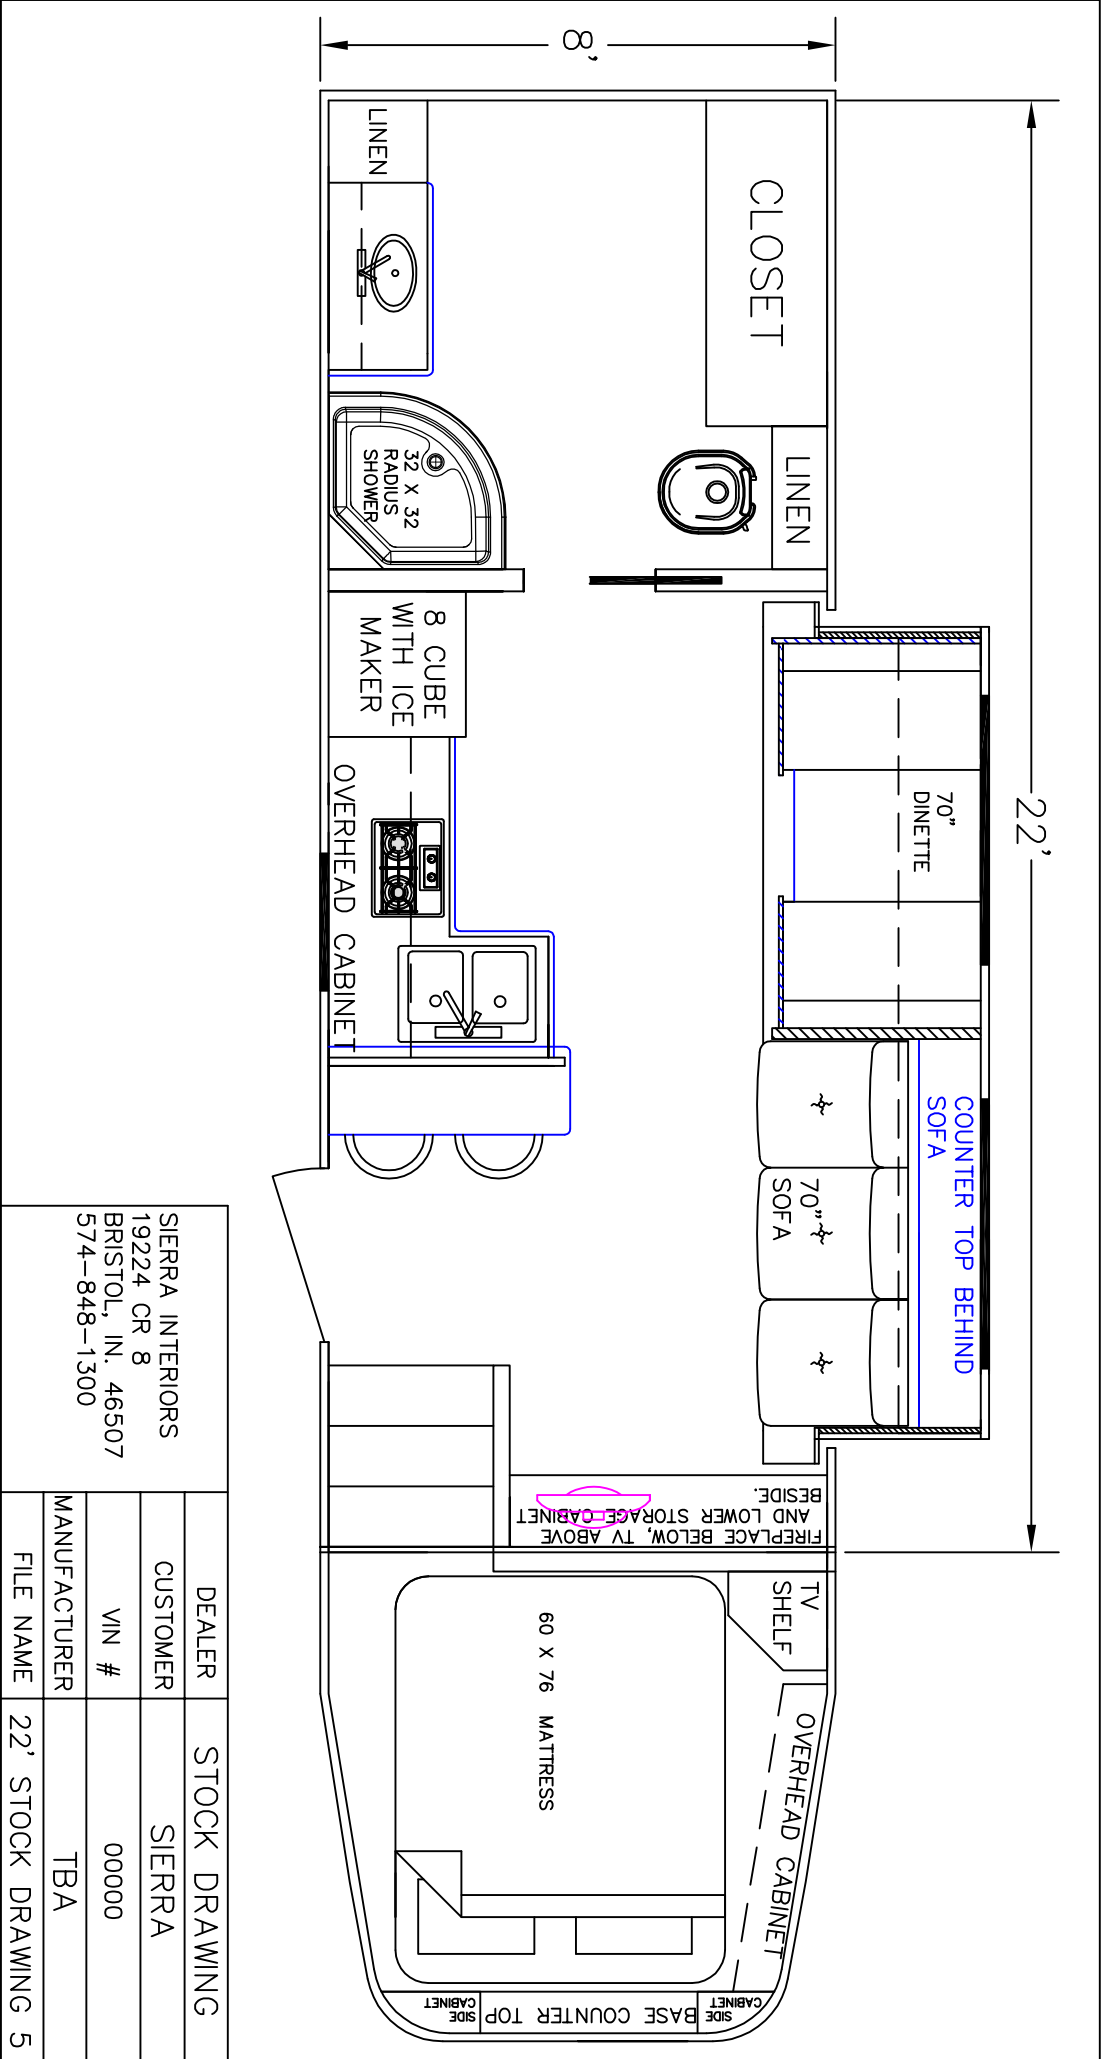 22'
8'
CLOSET
LINEN
LINEN
32 X 32
RADIUS
SHOWER
8 CUBE
WITH ICE
MAKER
OVERHEAD CABINET
70"
DINETTE
COUNTER TOP BEHIND
SOFA
70"
SOFA
FIREPLACE BELOW, TV ABOVE
AND LOWER STORAGE CABINET
BESIDE.
TV
SHELF
OVERHEAD CABINET
60 X 76 MATTRESS
SIDE
CABINET
BASE COUNTER TOP
SIDE
CABINET
SIERRA INTERIORS
19224 CR 8
BRISTOL, IN. 46507
574-848-1300
DEALER STOCK DRAWING
CUSTOMER SIERRA
VIN # 00000
MANUFACTURER TBA
FILE NAME 22' STOCK DRAWING 5